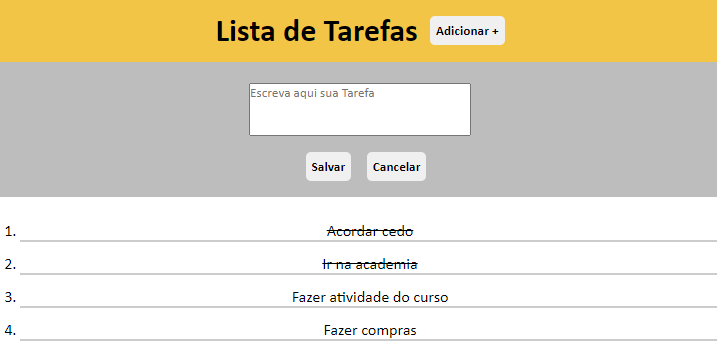 Lista de Tarefas Adicionar +
Escreva aqui sua Tarefa
Salvar Cancelar
1. Acordar cedo
2. Ir na academia
3. Fazer atividade do curso
4. Fazer compras